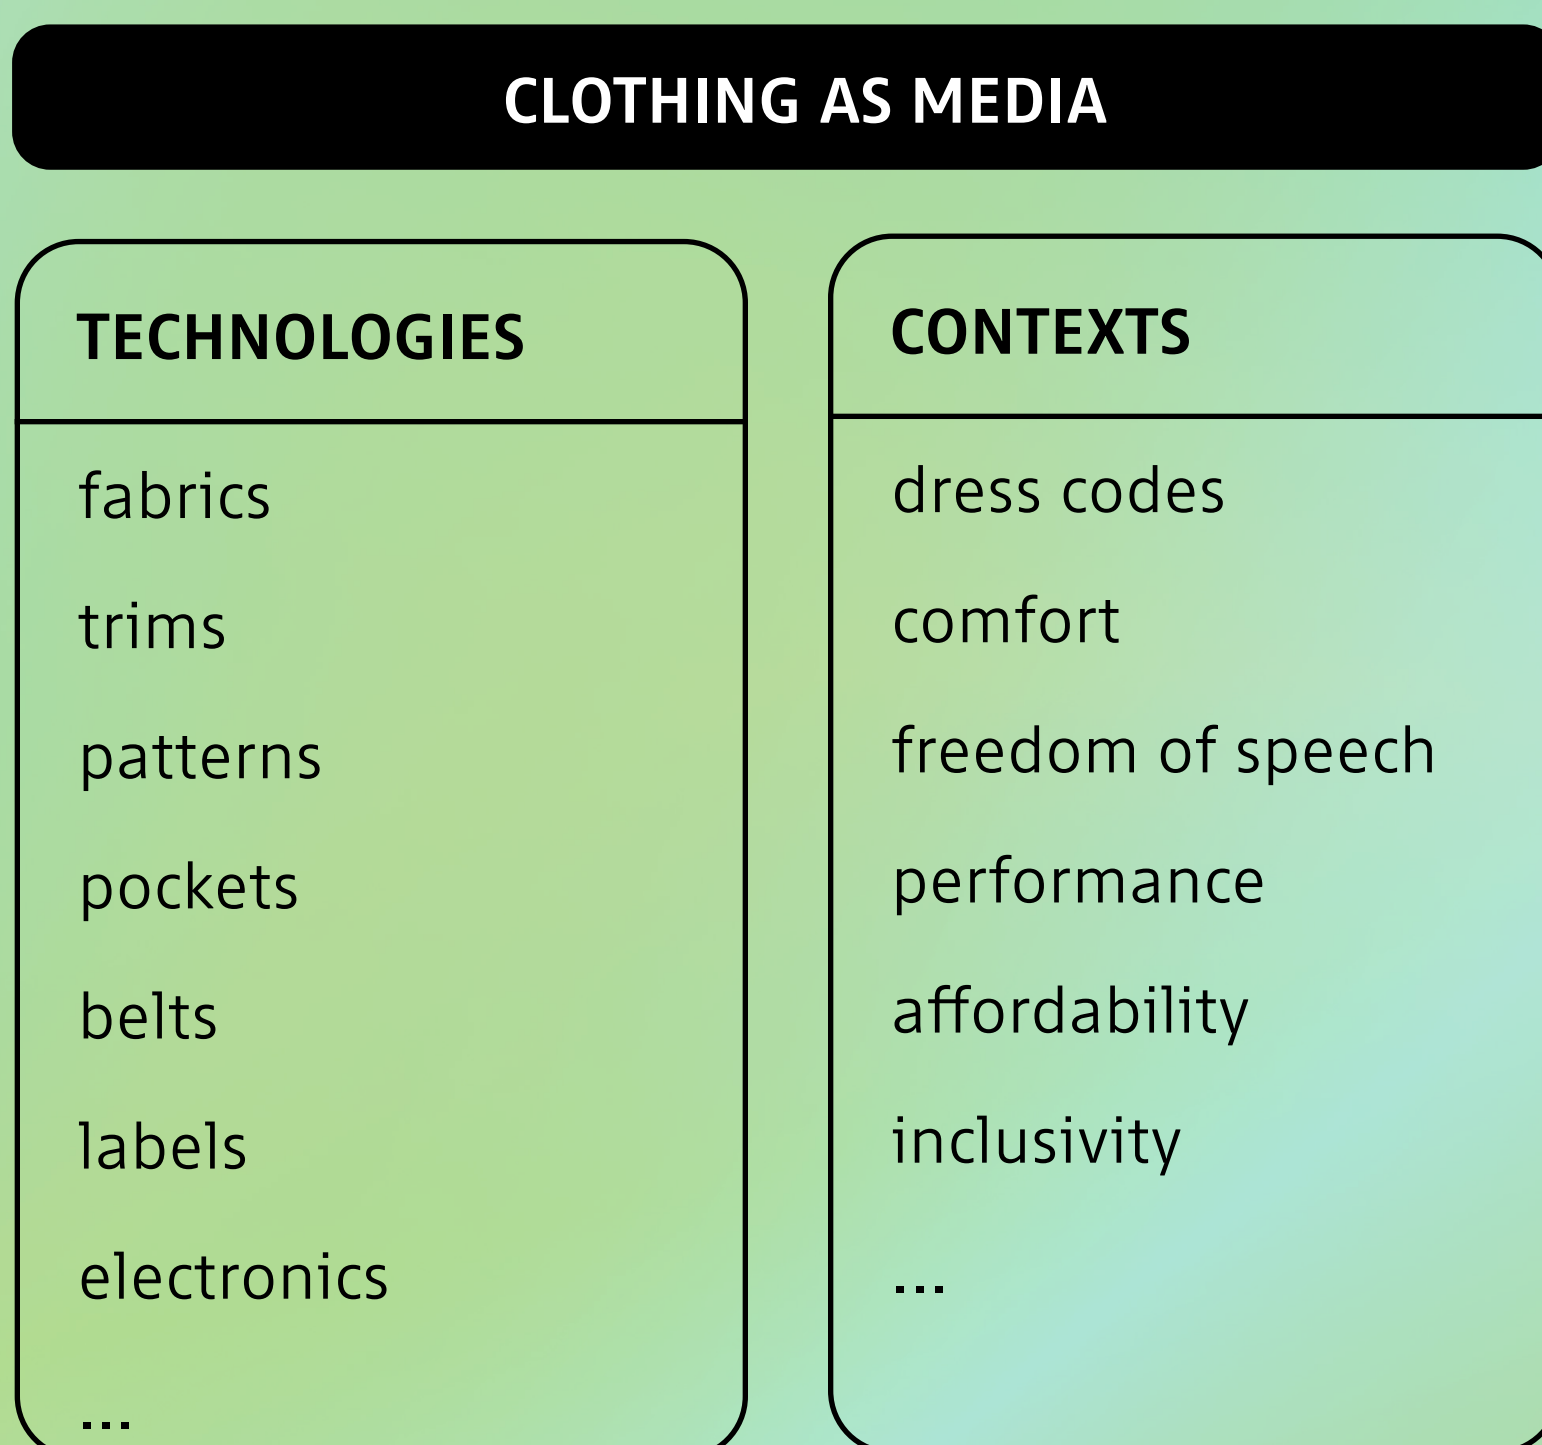 CLOTHING AS MEDIA
TECHNOLOGIES
fabrics
trims
patterns
pockets
belts
labels
electronics
...
CONTEXTS
dress codes
comfort
freedom of speech
performance
affordability
inclusivity
...